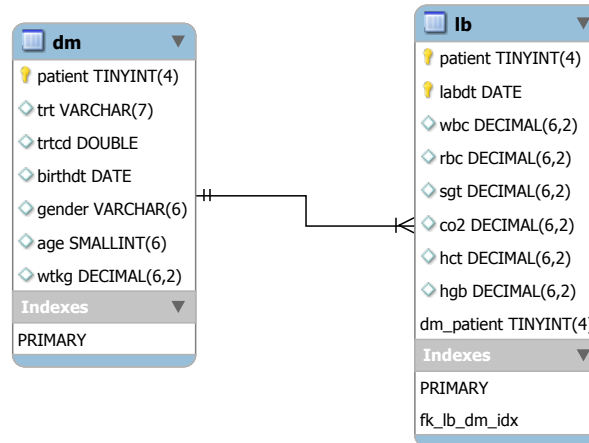 dm
patient TINYINT(4)
trt VARCHAR(7)
trtcd DOUBLE
birthdt DATE
gender VARCHAR(6)
age SMALLINT(6)
wtkg DECIMAL(6,2)
Indexes
PRIMARY
lb
patient TINYINT(4)
labdt DATE
wbc DECIMAL(6,2)
rbc DECIMAL(6,2)
sgt DECIMAL(6,2)
co2 DECIMAL(6,2)
hct DECIMAL(6,2)
hgb DECIMAL(6,2)
dm_patient TINYINT(4)
Indexes
PRIMARY
fk_lb_dm_idx